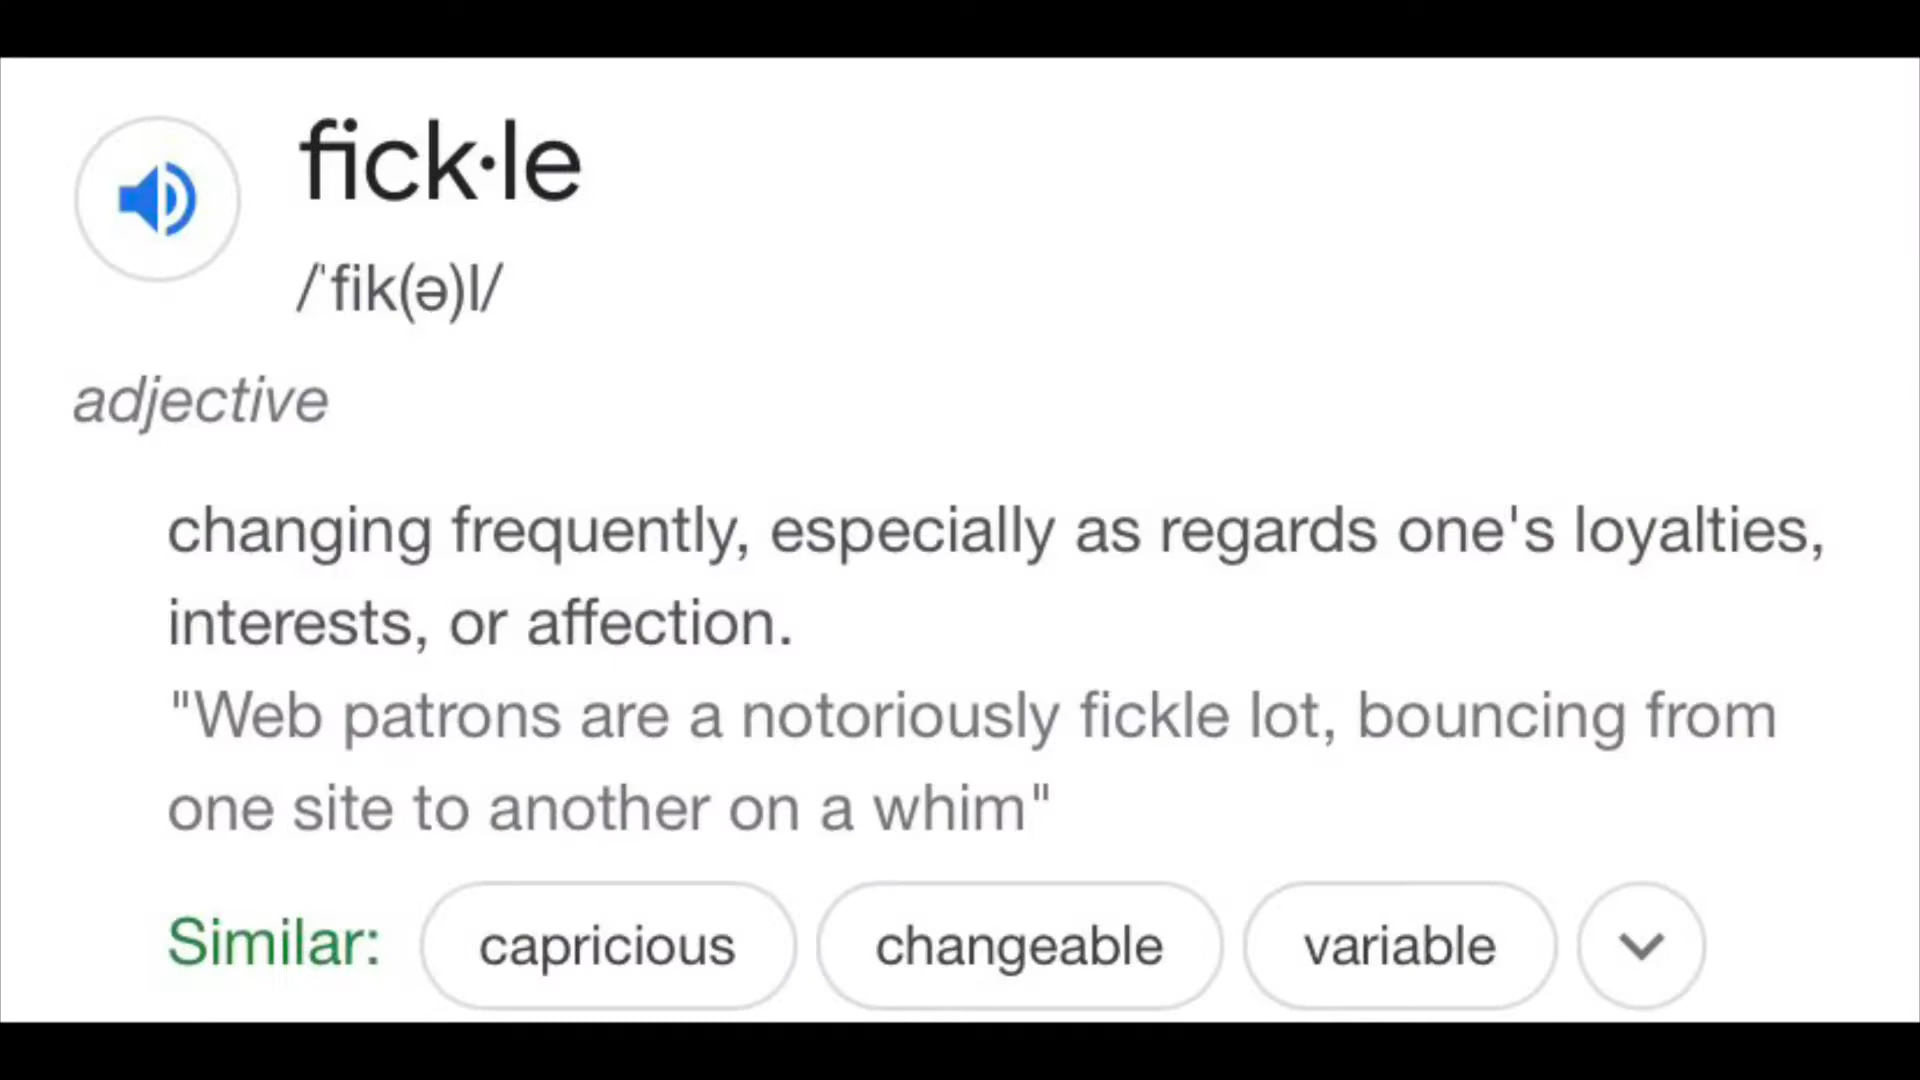 fick·le
/ˈfik(ə)l/
adjective
changing frequently, especially as regards one's loyalties,
interests, or affection.
"Web patrons are a notoriously fickle lot, bouncing from
one site to another on a whim"
Similar: capricious changeable variable